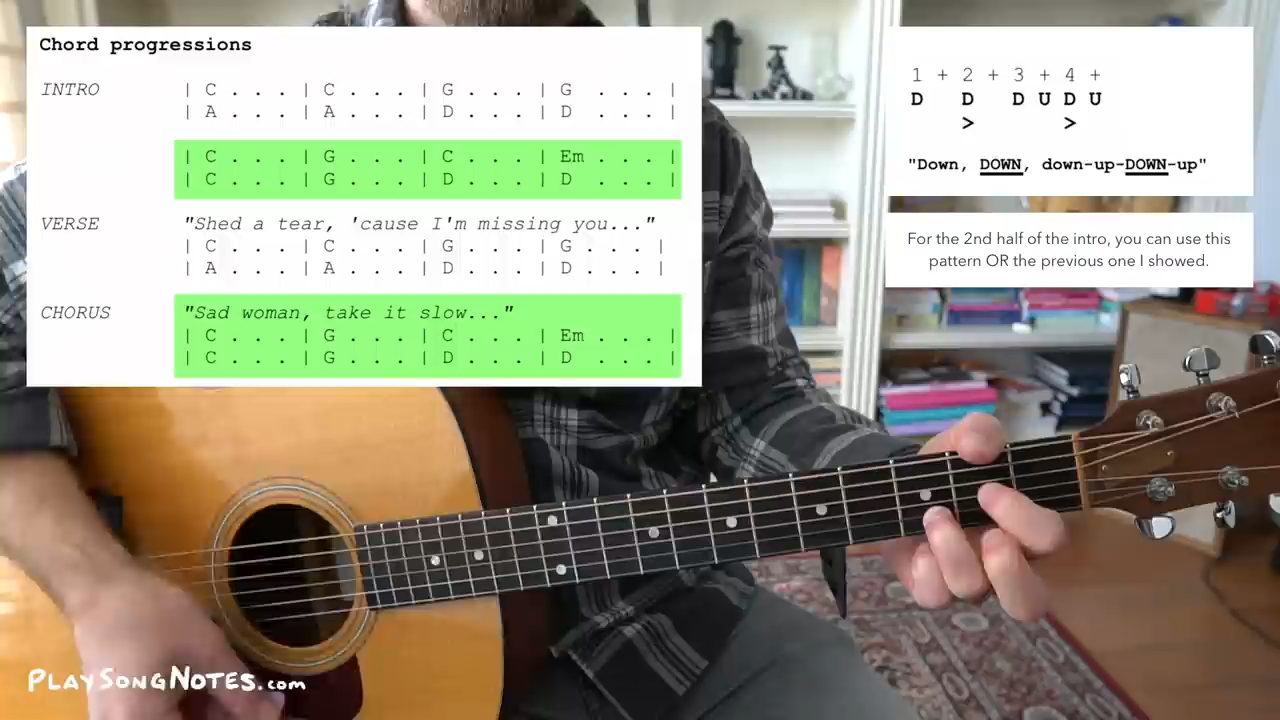 Chord progressions
INTRO | C . . . | C . . . | G . . . | G . . . |
| A . . . | A . . . | D . . . | D . . . |
| C . . . | G . . . | C . . . | Em . . . |
| C . . . | G . . . | D . . . | D . . . |
VERSE "Shed a tear, 'cause I'm missing you..."
| C . . . | C . . . | G . . . | G . . . |
| A . . . | A . . . | D . . . | D . . . |
CHORUS "Sad woman, take it slow..."
| C . . . | G . . . | C . . . | Em . . . |
| C . . . | G . . . | D . . . | D . . . |
1 + 2 + 3 + 4 +
D D D U D U
> >
"Down, DOWN, down-up-DOWN-up"
For the 2nd half of the intro, you can use this
pattern OR the previous one I showed.
PLAYSONGNOTES.COM